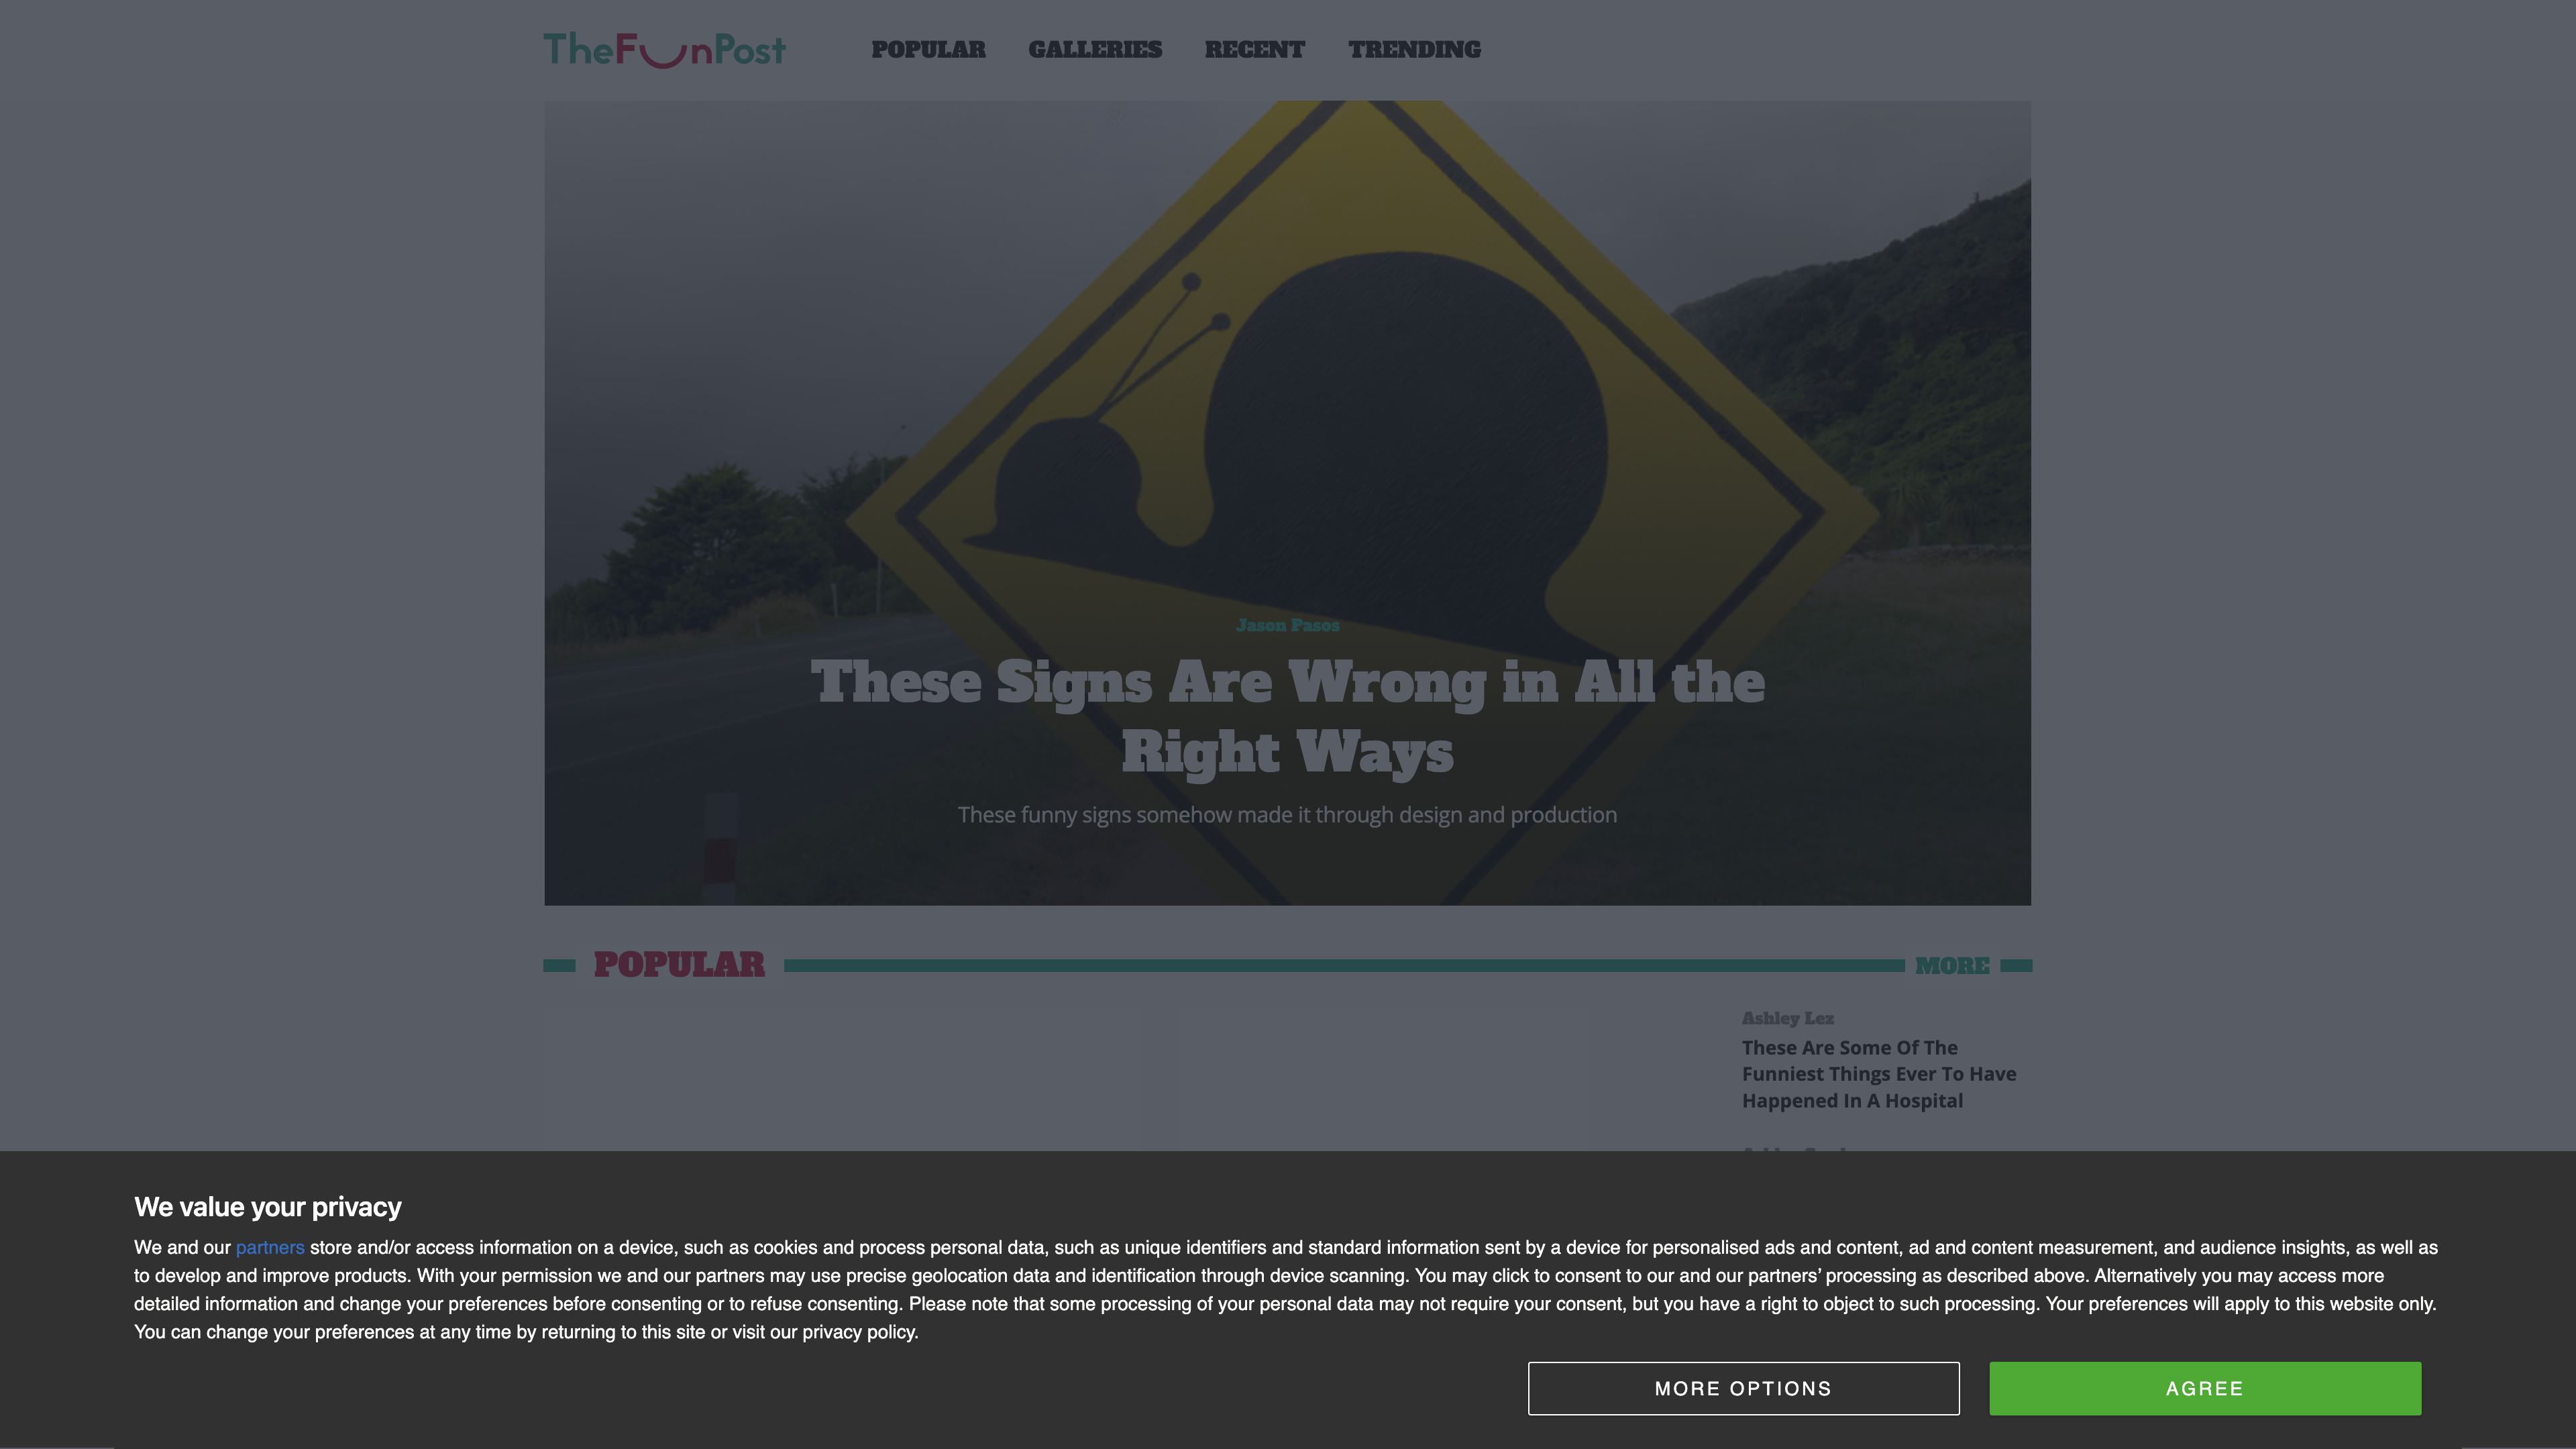 TheFunPost
POPULAR
GALLERIES
RECENT
TRENDING
Jason Pasos
These Signs Are Wrong in All the
Right Ways
These funny signs somehow made it through design and production
POPULAR
MORE
Ashley Lez
These Are Some Of The
Funniest Things Ever To Have
Happened In A Hospital
We value your privacy
We and our partners store and/or access information on a device, such as cookies and process personal data, such as unique identifiers and standard information sent by a device for personalised ads and content, ad and content measurement, and audience insights, as well as
to develop and improve products. With your permission we and our partners may use precise geolocation data and identification through device scanning. You may click to consent to our and our partners’ processing as described above. Alternatively you may access more
detailed information and change your preferences before consenting or to refuse consenting. Please note that some processing of your personal data may not require your consent, but you have a right to object to such processing. Your preferences will apply to this website only.
You can change your preferences at any time by returning to this site or visit our privacy policy.
MORE OPTIONS
AGREE